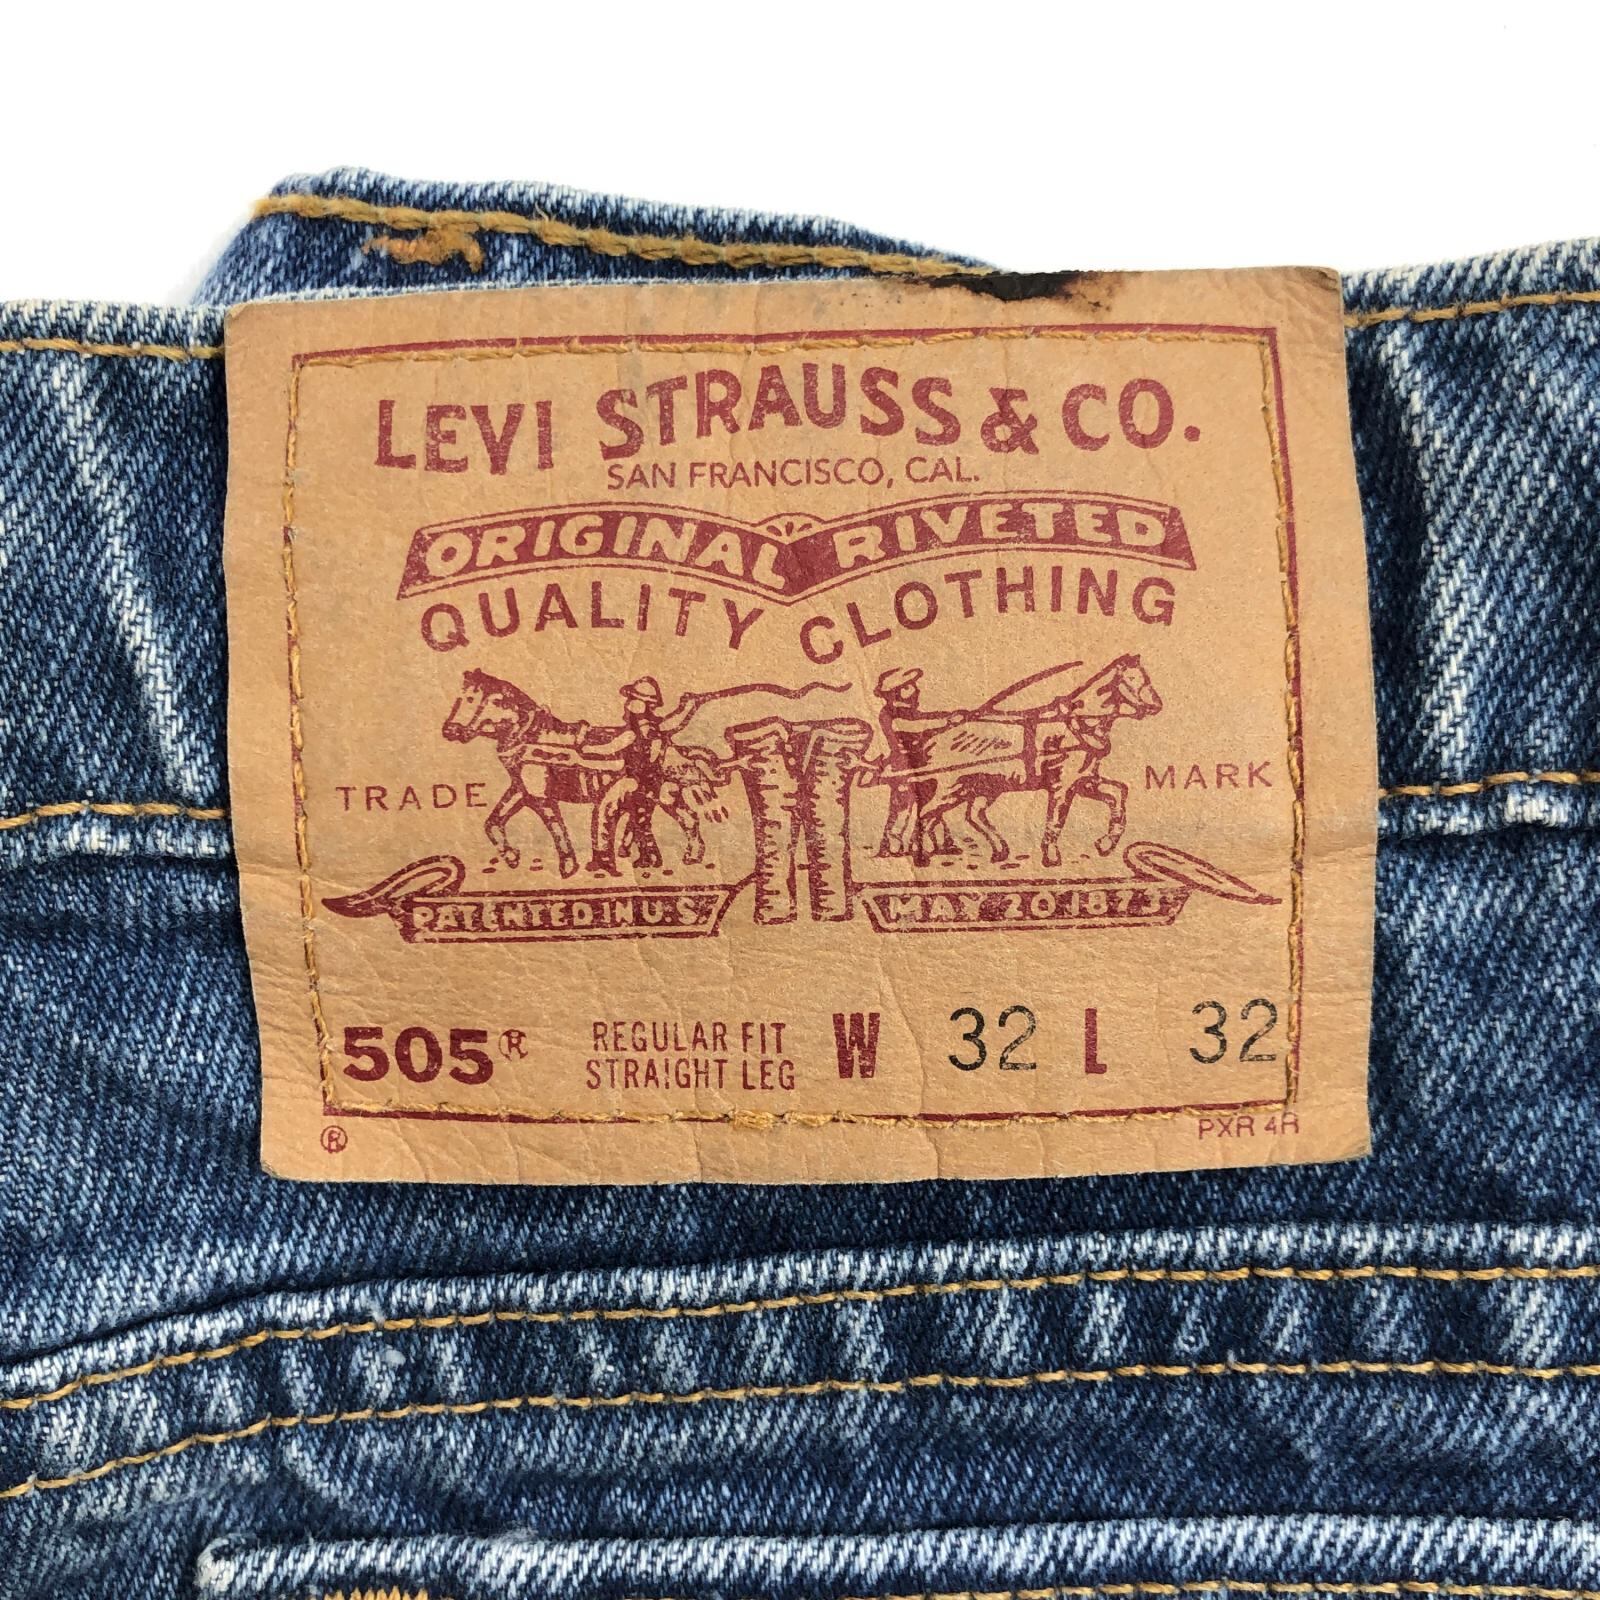 LEVI STRAUSS & CO.
SAN FRANCISCO, CAL.
ORIGINAL RIVETED
QUALITY CLOTHING
TRADE MARK
PATENTED IN U.S. MAY 20 1873
505® REGULAR FIT W 32 L 32
STRAIGHT LEG
® PXR 4R